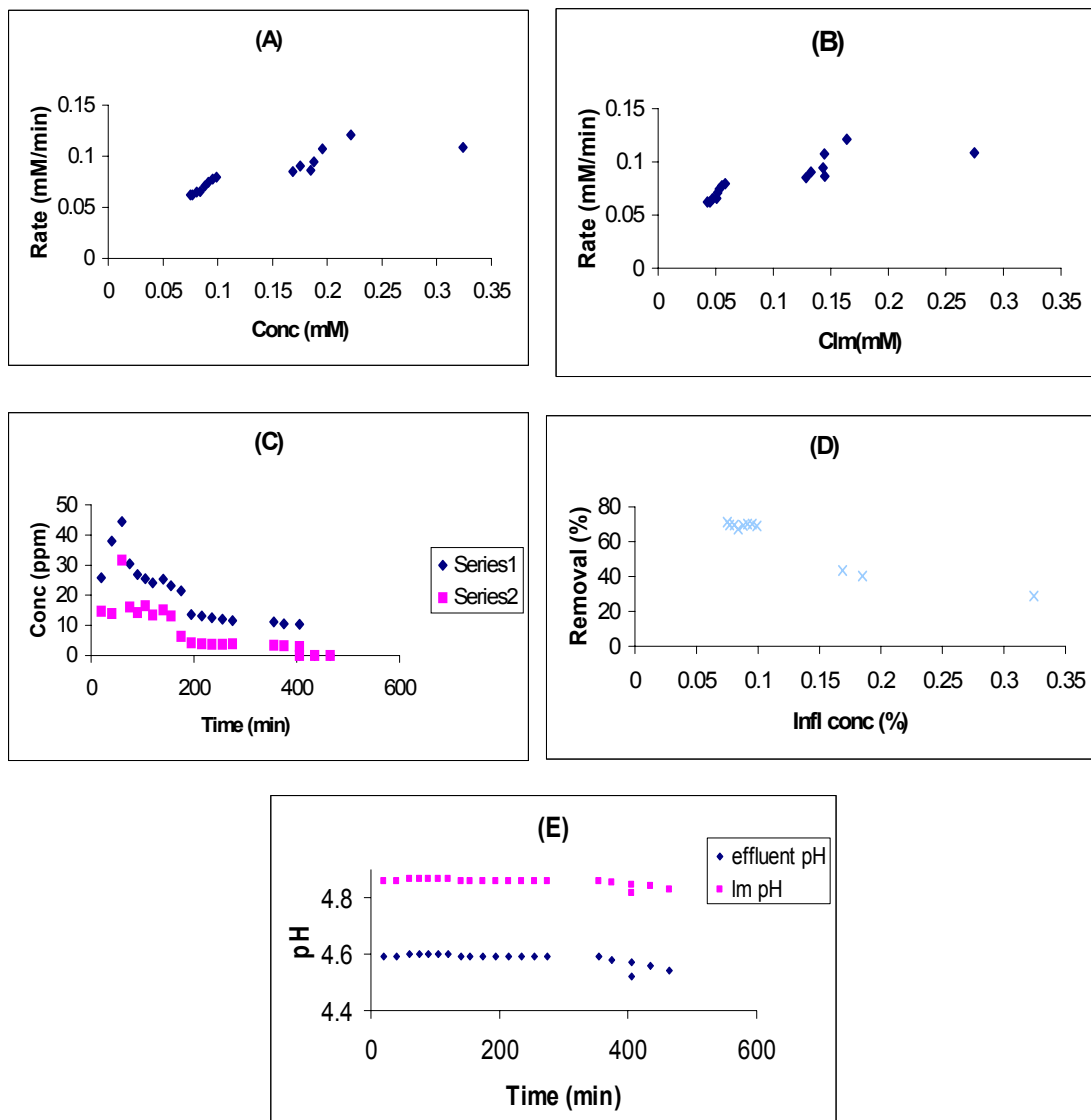 (A)
Rate (mM/min)
0.15
0.1
0.05
0
0 0.05 0.1 0.15 0.2 0.25 0.3 0.35
Conc (mM)
(B)
Rate (mM/min)
0.15
0.1
0.05
0
0 0.05 0.1 0.15 0.2 0.25 0.3 0.35
Clm(mM)
(C)
Conc (ppm)
50
40
30
20
10
0
0 200 400 600
Time (min)
Series1
Series2
(D)
Removal (%)
80
60
40
20
0
0 0.05 0.1 0.15 0.2 0.25 0.3 0.35
Infl conc (%)
(E)
effluent pH
lm pH
pH
4.8
4.6
4.4
0 200 400 600
Time (min)